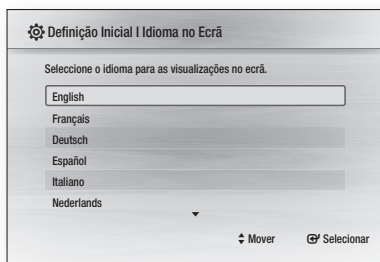 Definição Inicial I Idioma no Ecrã
Seleccione o idioma para as visualizações no ecrã.
English
Français
Deutsch
Español
Italiano
Nederlands
Mover Selecionar